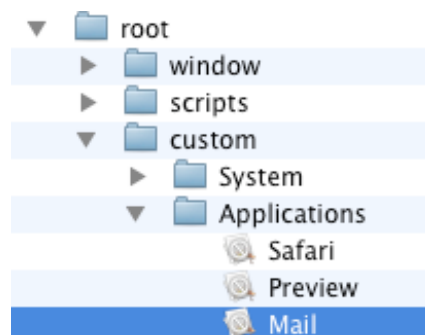 root
window
scripts
custom
System
Applications
Safari
Preview
Mail